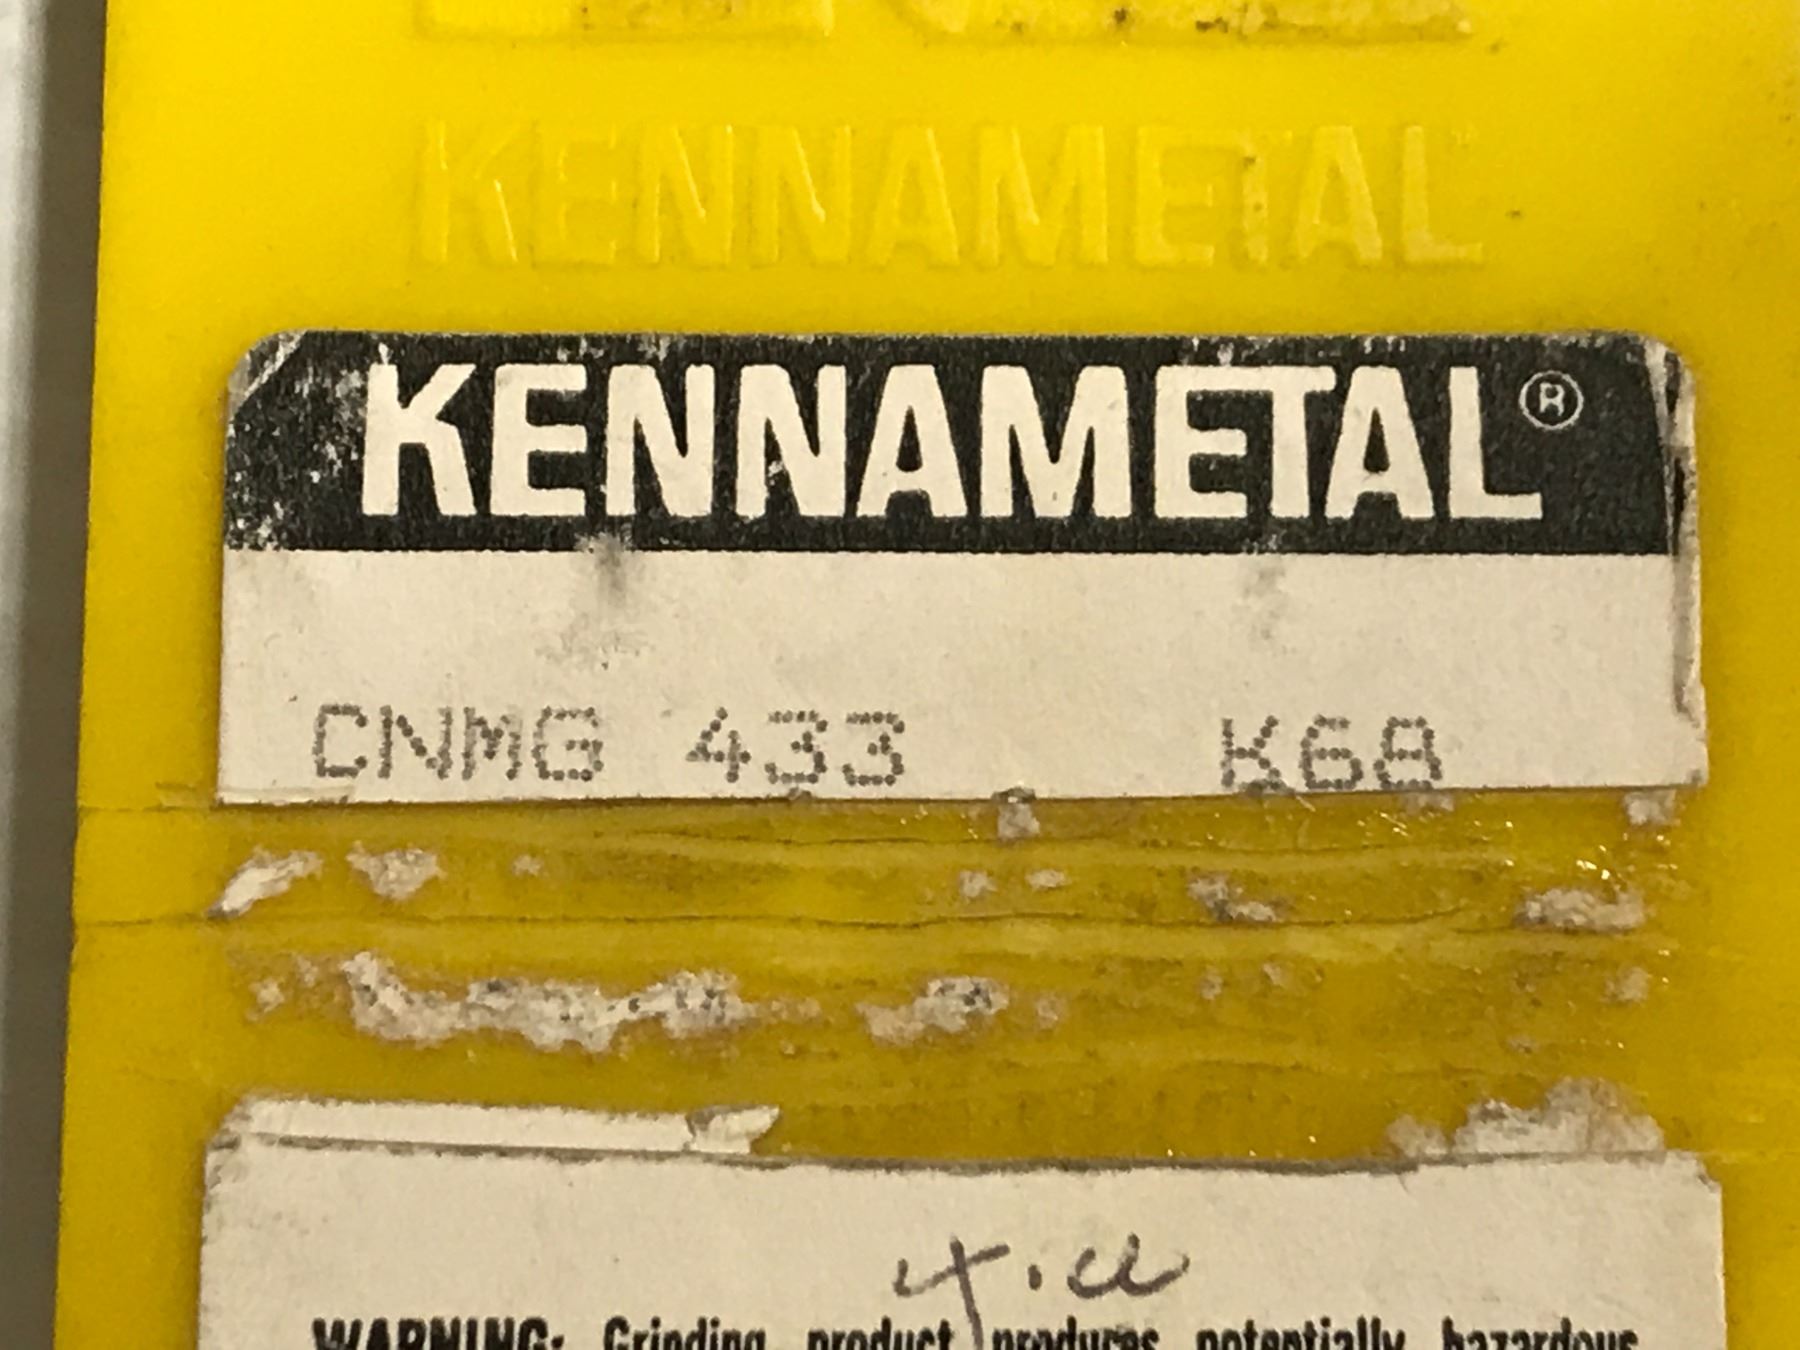 KENNAMETAL
KENNAMETAL®
CNMG 433 K68
WARNING: Grinding product produces potentially hazardous